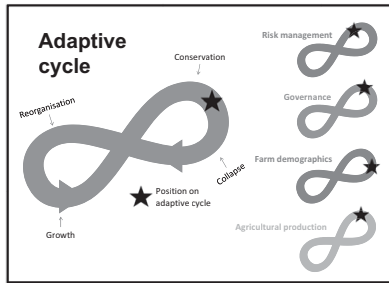 Adaptive
cycle
Conservation
Reorganisation
Collapse
Position on
adaptive cycle
Growth
Risk management
Governance
Farm demographics
Agricultural production